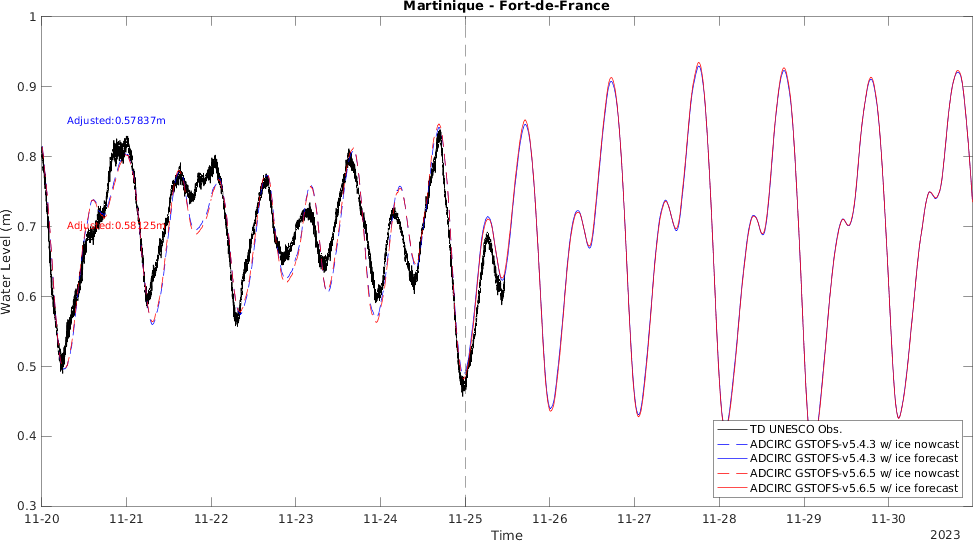 Martinique - Fort-de-France
1
0.9
0.8
0.7
0.6
0.5
0.4
0.3
Water Level (m)
Adjusted:0.57837m
Adjusted:0.58125m
TD UNESCO Obs.
ADCIRC GSTOFS-v5.4.3 w/ ice nowcast
ADCIRC GSTOFS-v5.4.3 w/ ice forecast
ADCIRC GSTOFS-v5.6.5 w/ ice nowcast
ADCIRC GSTOFS-v5.6.5 w/ ice forecast
11-20 11-21 11-22 11-23 11-24 11-25 11-26 11-27 11-28 11-29 11-30
Time
2023